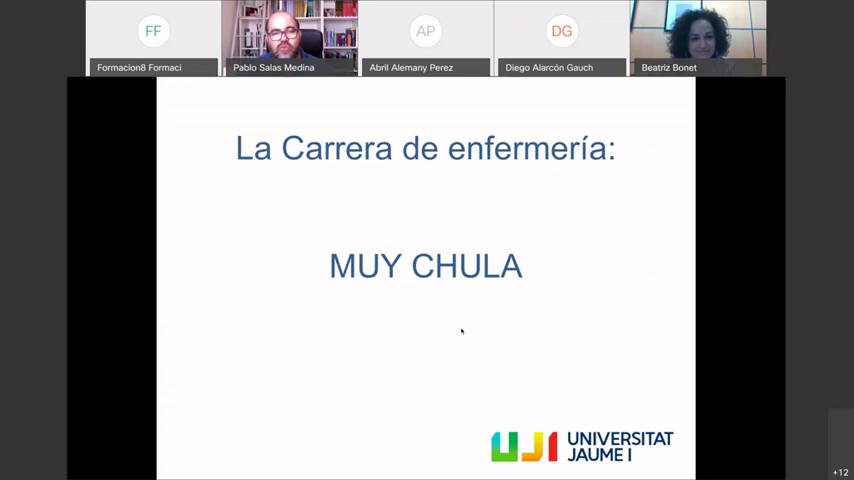 FF
AP
DG
Formacion8 Formaci
Pablo Salas Medina
Abril Alemany Perez
Diego Alarcón Gauch
Beatriz Bonet
La Carrera de enfermería:
MUY CHULA
UJI UNIVERSITAT
JAUME I
+12